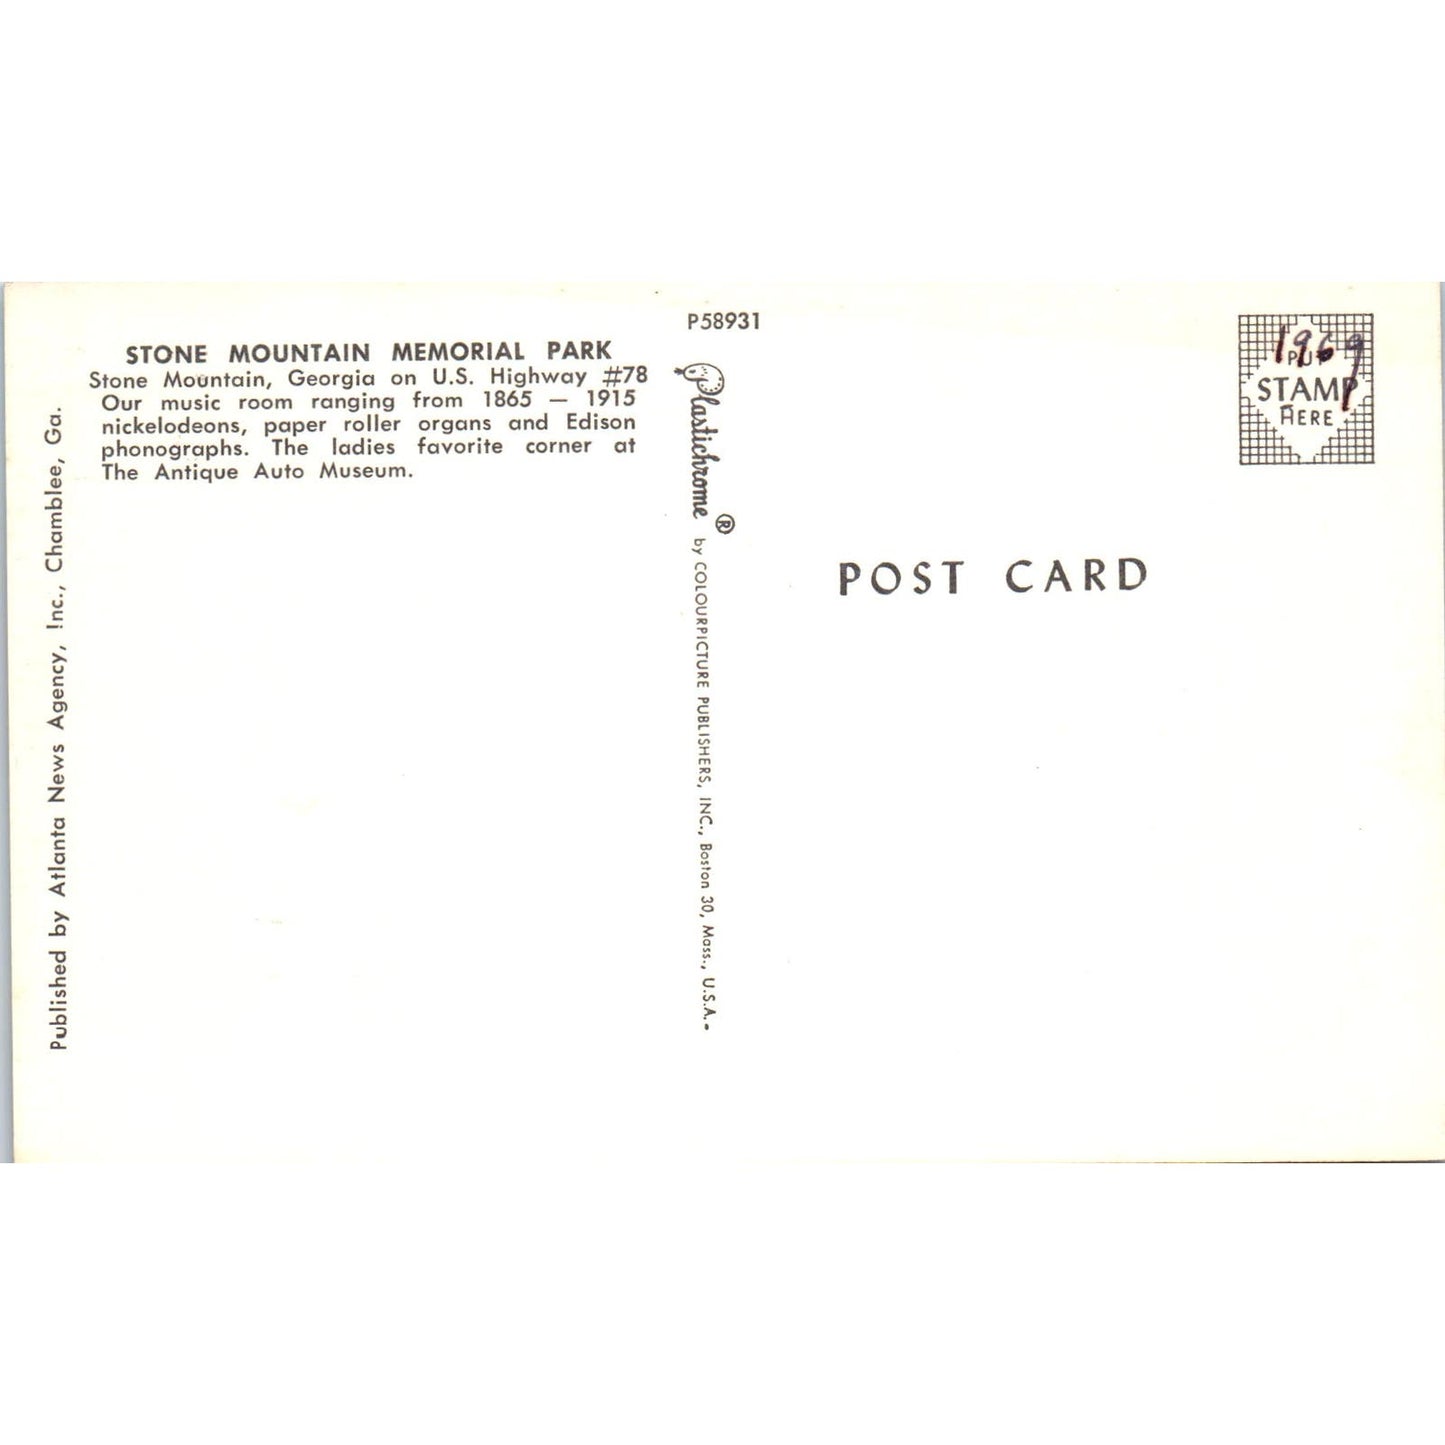 STONE MOUNTAIN MEMORIAL PARK
Stone Mountain, Georgia on U.S. Highway #78
Our music room ranging from 1865 — 1915
nickelodeons, paper roller organs and Edison
phonographs. The ladies favorite corner at
The Antique Auto Museum.
Published by Atlanta News Agency, Inc., Chamblee, Ga.
P58931
Plastichrome ® by COLOURPICTURE PUBLISHERS, INC., Boston 30, Mass., U.S.A.
POST CARD
1969
PUT
STAMP
HERE